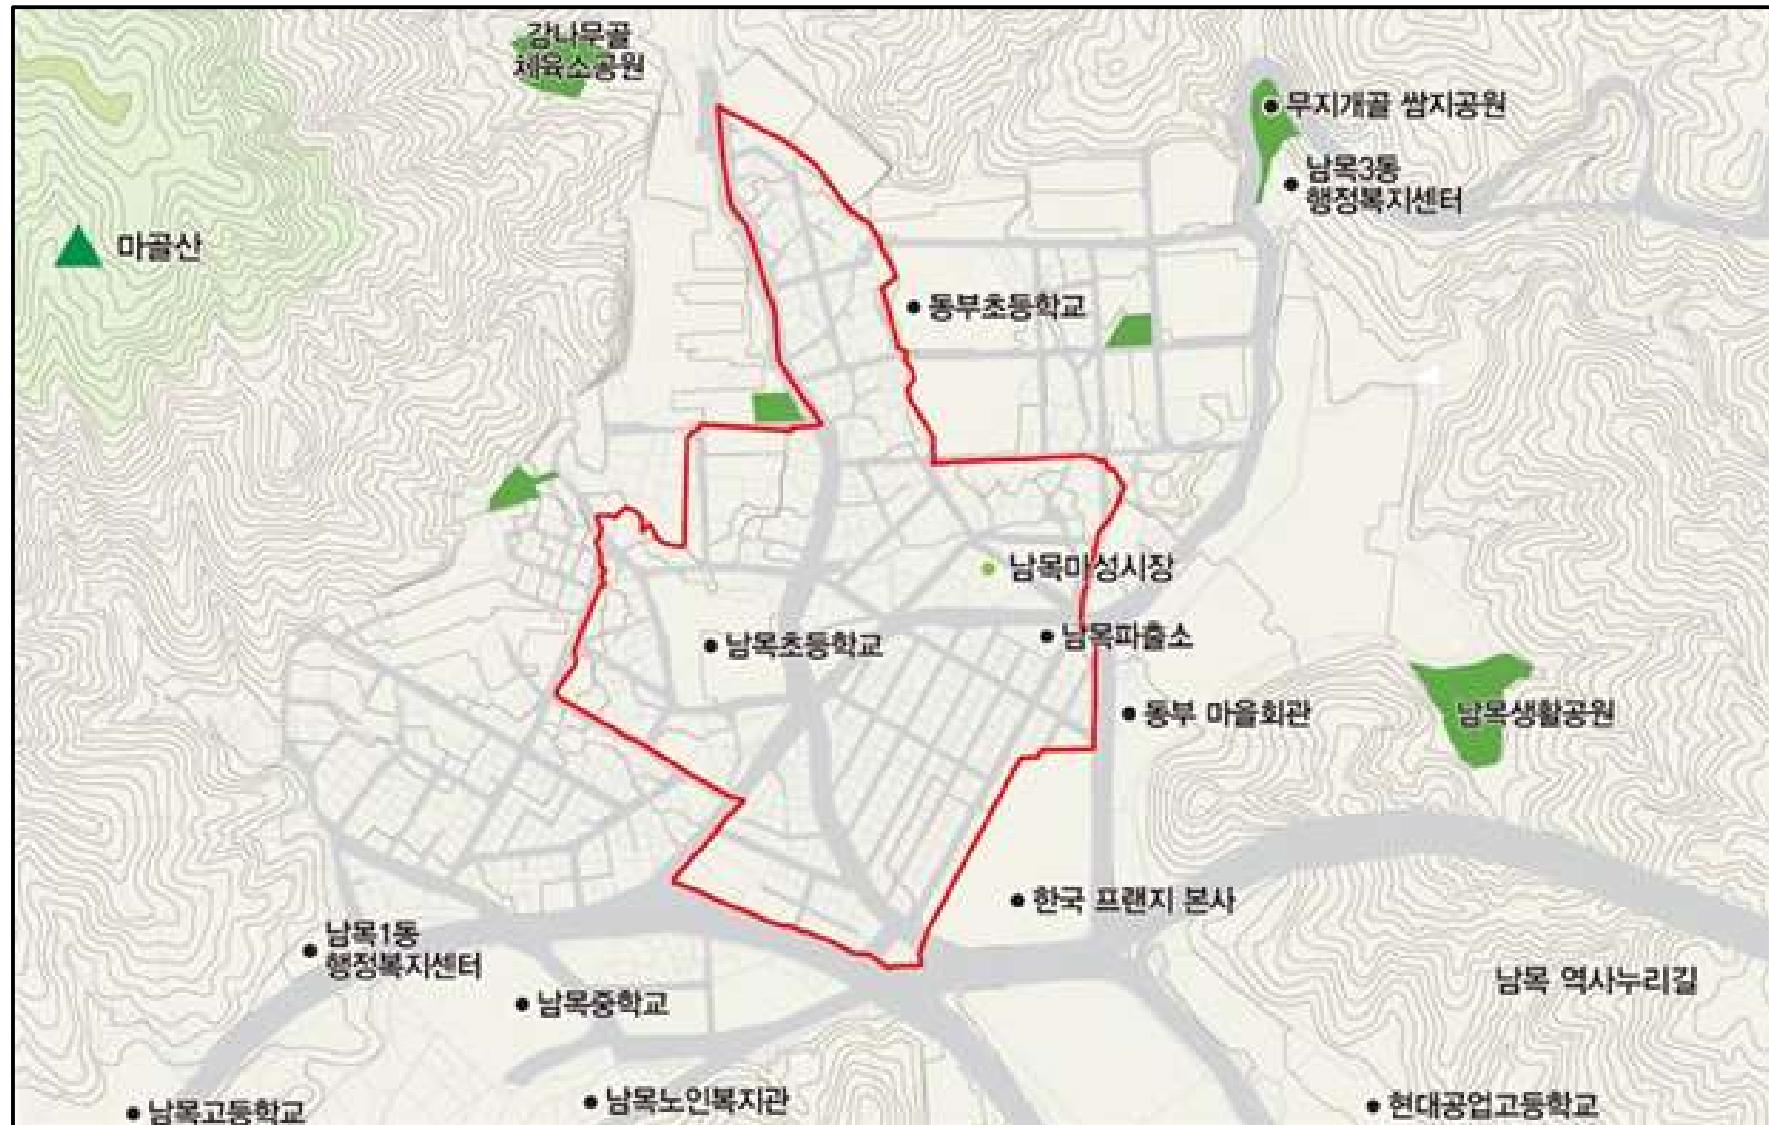 감나무골
체육소공원
무지개골 쌈지공원
남목3동
행정복지센터
마골산
동부초등학교
남목마성시장
남목파출소
남목초등학교
동부 마을회관
남목생활공원
한국 프랜지 본사
남목1동
행정복지센터
남목 역사누리길
남목중학교
남목노인복지관
현대공업고등학교
남목고등학교